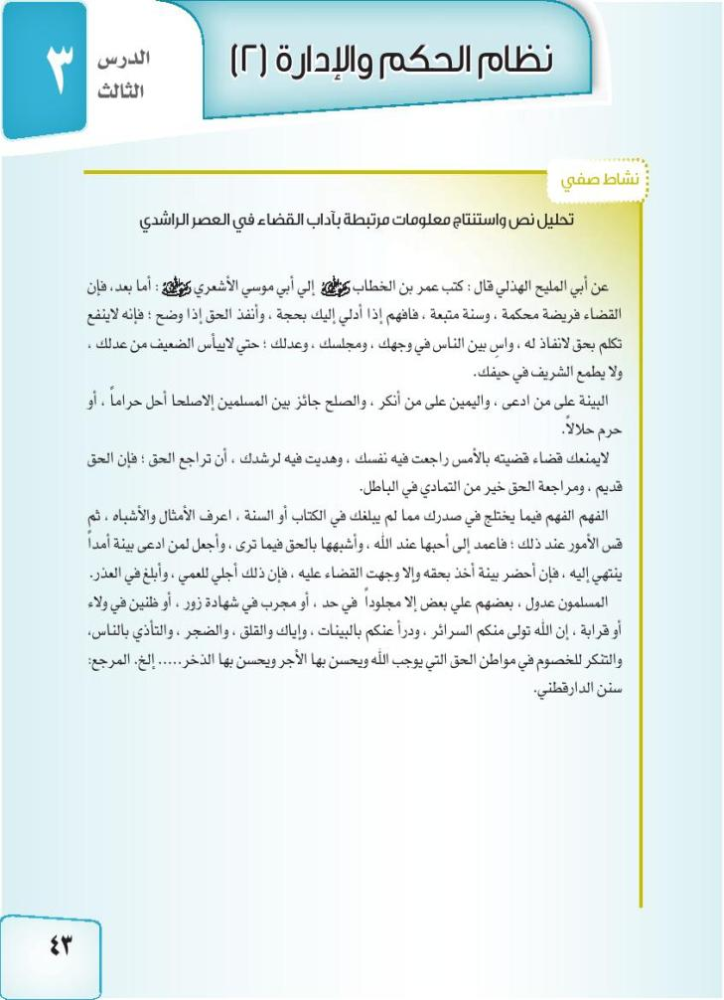 الدرس
الثالث
٣
نظام الحكم والإدارة (٢)
نشاط صفي
تحليل نص واستنتاج معلومات مرتبطة بآداب القضاء في العصر الراشدي
عن أبي المليح الهذلي قال : كتب عمر بن الخطاب رضي الله عنه إلي أبي موسي الأشعري رضي الله عنه : أما بعد، فإن
القضاء فريضة محكمة ، وسنة متبعة ، فافهم إذا أدلي إليك بحجة ، وأنفذ الحق إذا وضح ؛ فإنه لاينفع
تكلم بحق لانفاذ له ، واسِ بين الناس في وجهك ، ومجلسك ، وعدلك ؛ حتي لاييأس الضعيف من عدلك ،
ولا يطمع الشريف في حيفك.
البينة على من ادعى ، واليمين على من أنكر ، والصلح جائز بين المسلمين إلاصلحا أحل حراماً ، أو
حرم حلالاً.
لايمنعك قضاء قضيته بالأمس راجعت فيه نفسك ، وهديت فيه لرشدك ، أن تراجع الحق ؛ فإن الحق
قديم ، ومراجعة الحق خير من التمادي في الباطل.
الفهم الفهم فيما يختلج في صدرك مما لم يبلغك في الكتاب أو السنة ، اعرف الأمثال والأشباه ، ثم
قس الأمور عند ذلك ؛ فاعمد إلى أحبها عند الله ، وأشبهها بالحق فيما ترى ، وأجعل لمن ادعى بينة أمداً
ينتهي إليه ، فإن أحضر بينة أخذ بحقه وإلا وجهت القضاء عليه ، فإن ذلك أجلي للعمي ، وأبلغ في العذر.
المسلمون عدول ، بعضهم علي بعض إلا مجلوداً في حد ، أو مجرب في شهادة زور ، أو ظنين في ولاء
أو قرابة ، إن الله تولى منكم السرائر ، ودرأ عنكم بالبينات ، وإياك والقلق ، والضجر ، والتأذي بالناس،
والتنكر للخصوم في مواطن الحق التي يوجب الله ويحسن بها الأجر ويحسن بها الذخر..... إلخ. المرجع:
سنن الدارقطني.
٤٣